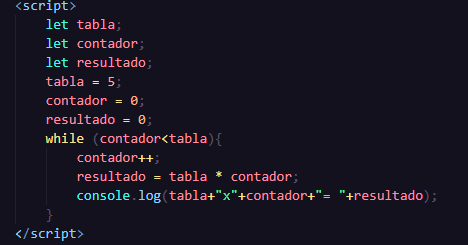 <script>
let tabla;
let contador;
let resultado;
tabla = 5;
contador = 0;
resultado = 0;
while (contador<tabla){
contador++;
resultado = tabla * contador;
console.log(tabla+"x"+contador+"= "+resultado);
}
</script>